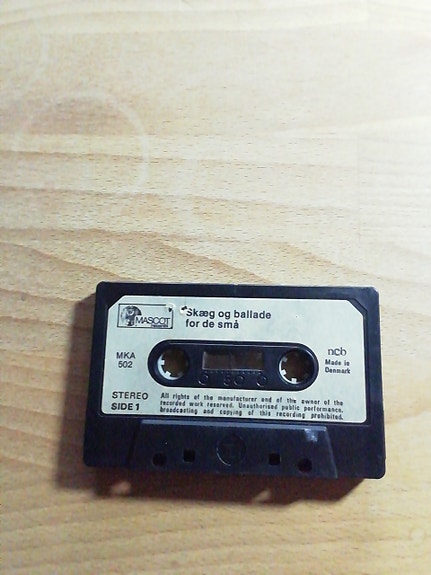 MASCOT
Skæg og ballade
for de små
MKA
502
ncb
Made in
Denmark
STEREO
SIDE 1
All rights of the manufacturer and of the owner of the
recorded work reserved. Unauthorised public performance,
broadcasting and copying of this recording prohibited.